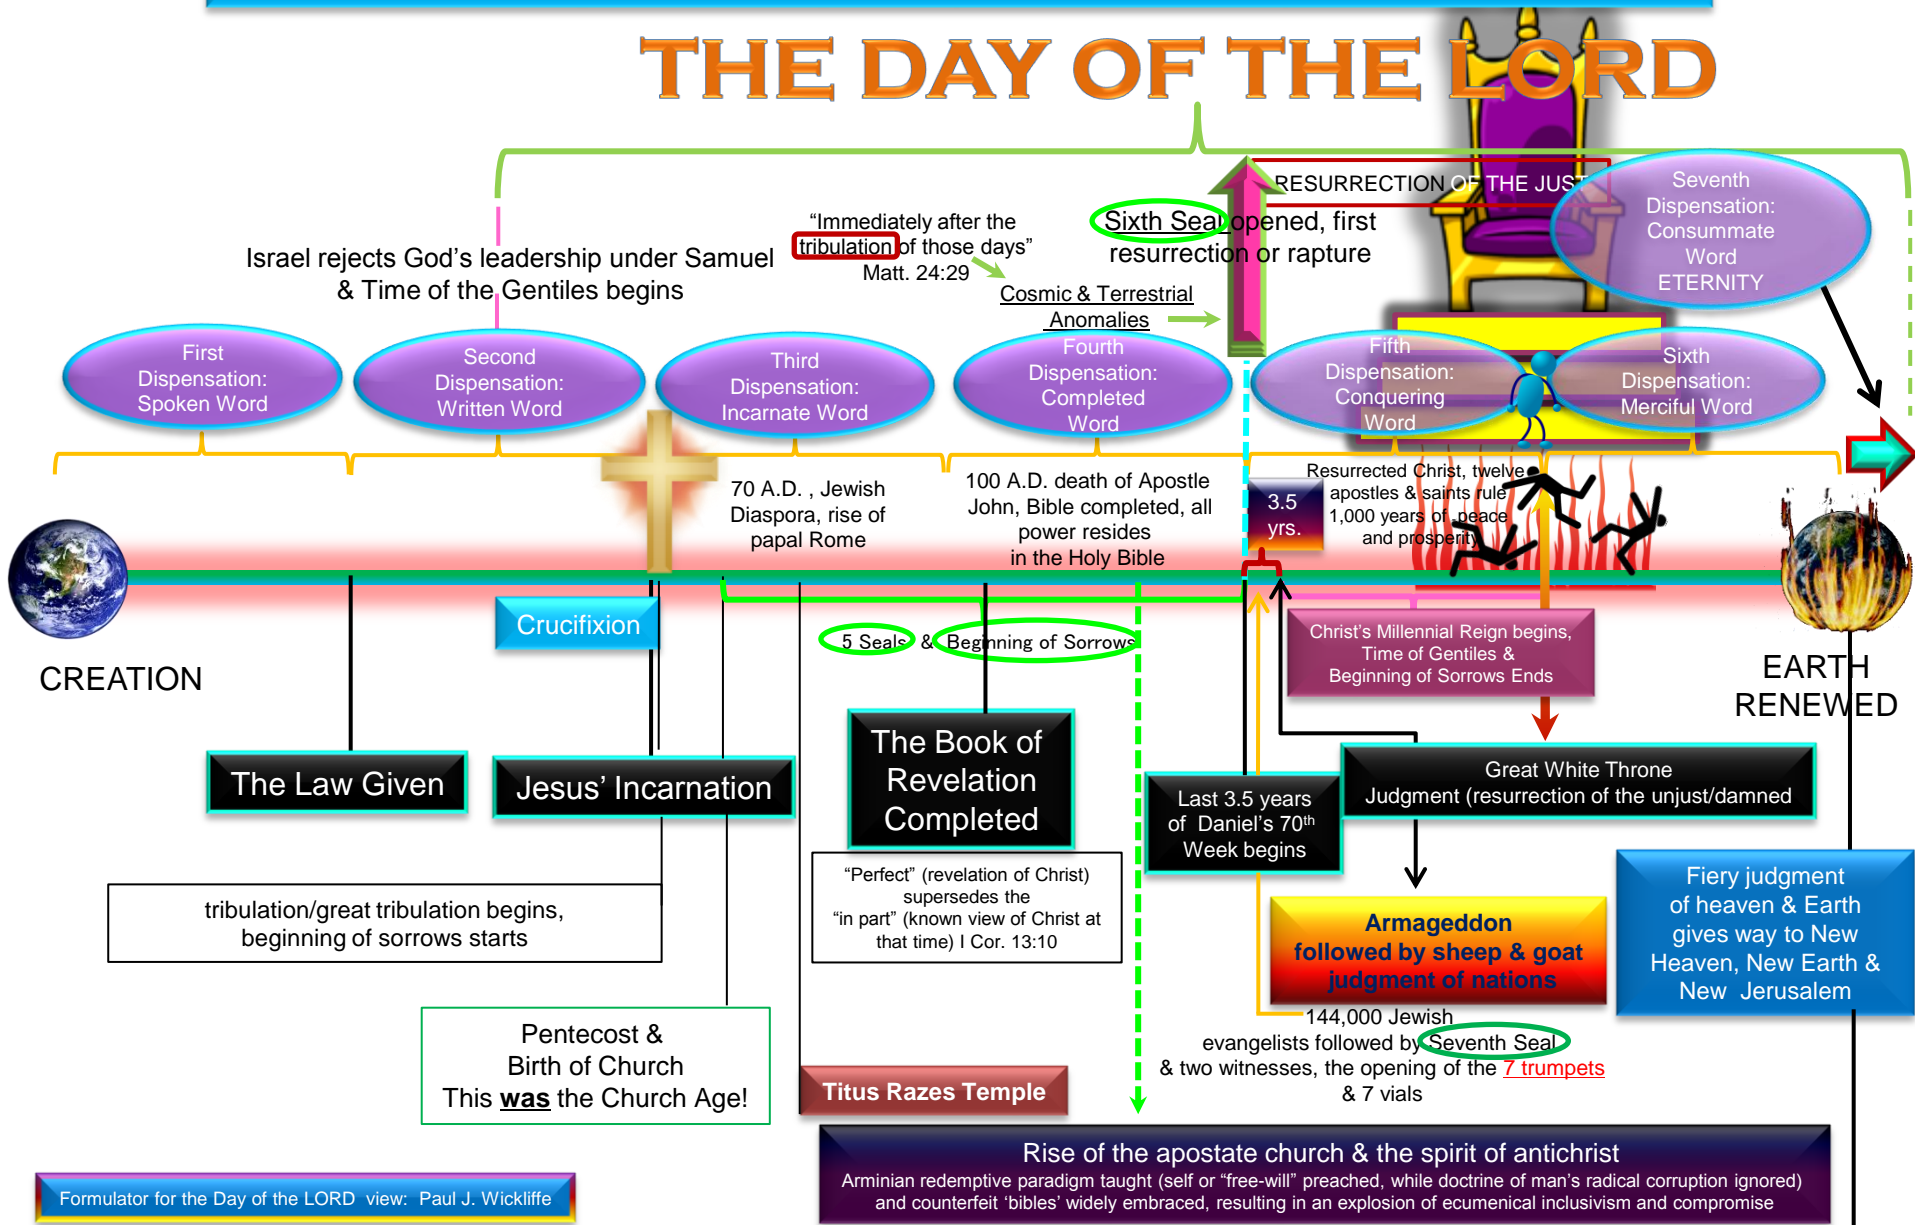 THE DAY OF THE LORD
RESURRECTION OF THE JUST
Seventh
Dispensation:
Consummate
Word
ETERNITY
"Immediately after the
tribulation of those days"
Matt. 24:29
Sixth Seal opened, first
resurrection or rapture
Israel rejects God's leadership under Samuel
& Time of the Gentiles begins
Cosmic & Terrestrial
Anomalies
First
Dispensation:
Spoken Word
Second
Dispensation:
Written Word
Third
Dispensation:
Incarnate Word
Fourth
Dispensation:
Completed
Word
Fifth
Dispensation:
Conquering
Word
Sixth
Dispensation:
Merciful Word
70 A.D. , Jewish
Diaspora, rise of
papal Rome
100 A.D. death of Apostle
John, Bible completed, all
power resides
in the Holy Bible
3.5
yrs.
Resurrected Christ, twelve
apostles & saints rule
1,000 years of peace
and prosperity
CREATION
Crucifixion
5 Seals & Beginning of Sorrows
Christ's Millennial Reign begins,
Time of Gentiles &
Beginning of Sorrows Ends
EARTH
RENEWED
The Law Given
Jesus' Incarnation
The Book of
Revelation
Completed
Last 3.5 years
of Daniel's 70th
Week begins
Great White Throne
Judgment (resurrection of the unjust/damned
"Perfect" (revelation of Christ)
supersedes the
"in part" (known view of Christ at
that time) I Cor. 13:10
tribulation/great tribulation begins,
beginning of sorrows starts
Armageddon
followed by sheep & goat
judgment of nations
Fiery judgment
of heaven & Earth
gives way to New
Heaven, New Earth &
New Jerusalem
Pentecost &
Birth of Church
This was the Church Age!
144,000 Jewish
evangelists followed by Seventh Seal
& two witnesses, the opening of the 7 trumpets
& 7 vials
Titus Razes Temple
Rise of the apostate church & the spirit of antichrist
Arminian redemptive paradigm taught (self or "free-will" preached, while doctrine of man's radical corruption ignored)
and counterfeit 'bibles' widely embraced, resulting in an explosion of ecumenical inclusivism and compromise
Formulator for the Day of the LORD view: Paul J. Wickliffe